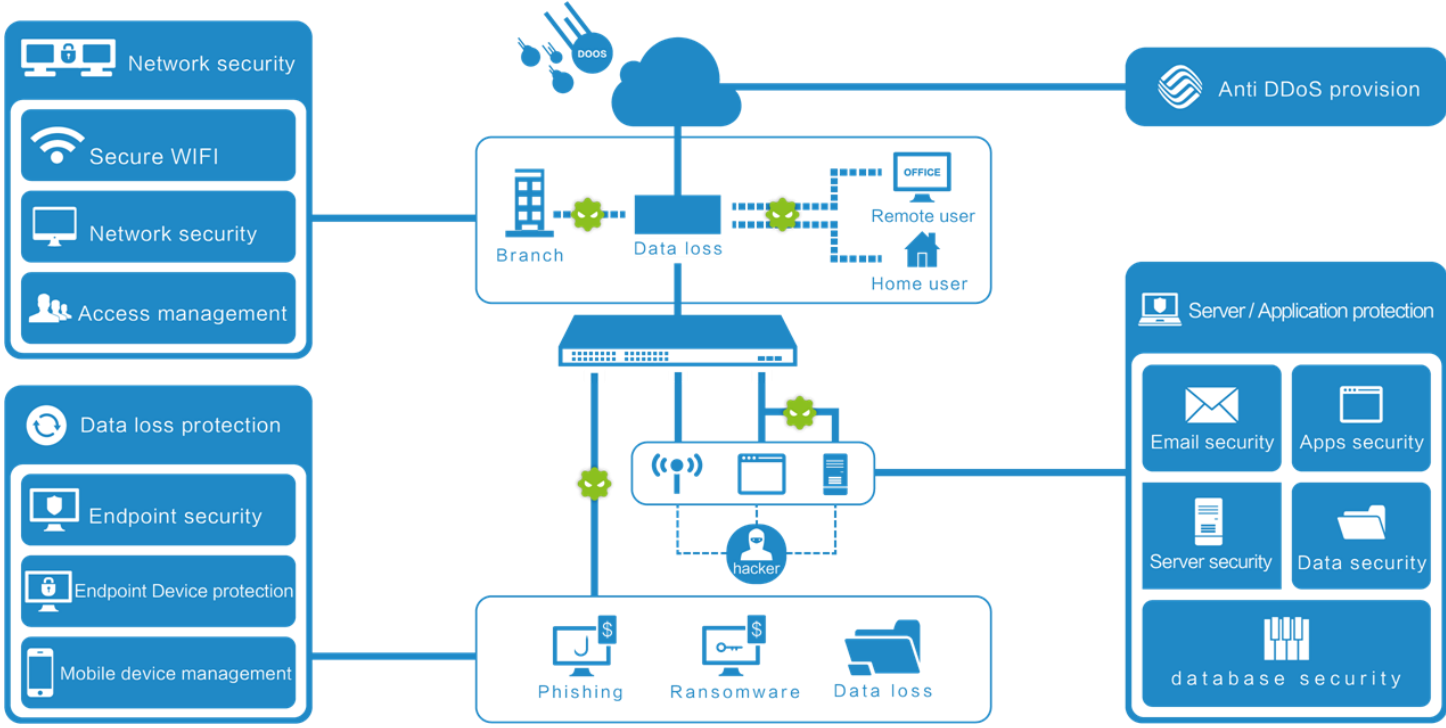 Network security
Secure WIFI
Network security
Access management
Data loss protection
Endpoint security
Endpoint Device protection
Mobile device management
DOOS
Branch
Data loss
OFFICE
Remote user
Home user
hacker
$
Phishing
$
Ransomware
Data loss
Anti DDoS provision
Server / Application protection
Email security
Apps security
Server security
Data security
database security